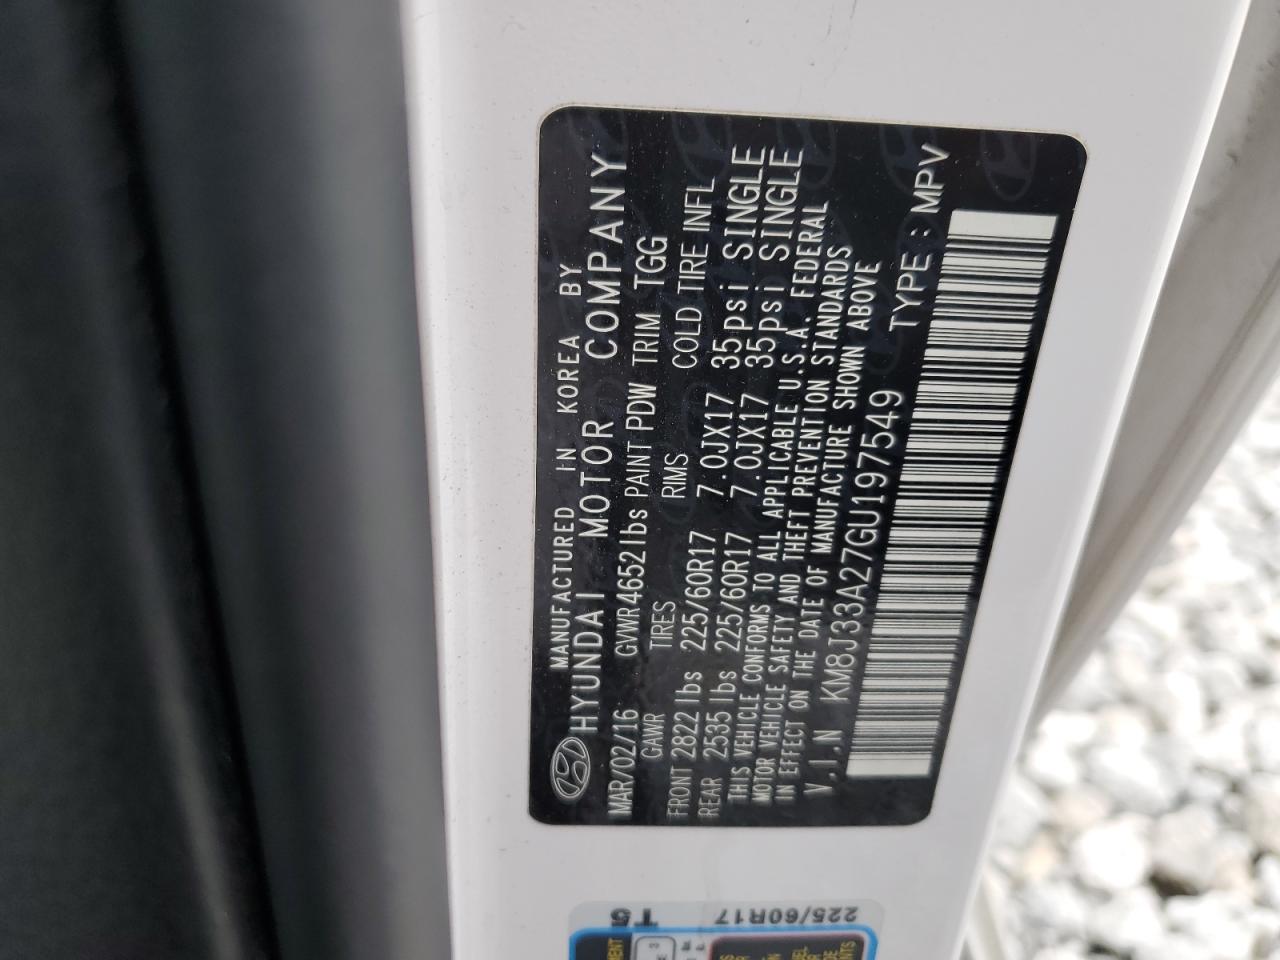 MANUFACTURED IN KOREA BY
HYUNDAI MOTOR COMPANY
MAR/02/16 GVWR4652lbs PAINT PDW TRIM TGG
GAWR TIRES RIMS COLD TIRE INFL
FRONT 2822 lbs 225/60R17 7.0JX17 35psi SINGLE
REAR 2535 lbs 225/60R17 7.0JX17 35psi SINGLE
THIS VEHICLE CONFORMS TO ALL APPLICABLE U.S.A. FEDERAL
MOTOR VEHICLE SAFETY AND THEFT PREVENTION STANDARDS
IN EFFECT ON THE DATE OF MANUFACTURE SHOWN ABOVE
V.I.N KM8J33A27GU197549 TYPE : MPV
T5 225/60R17